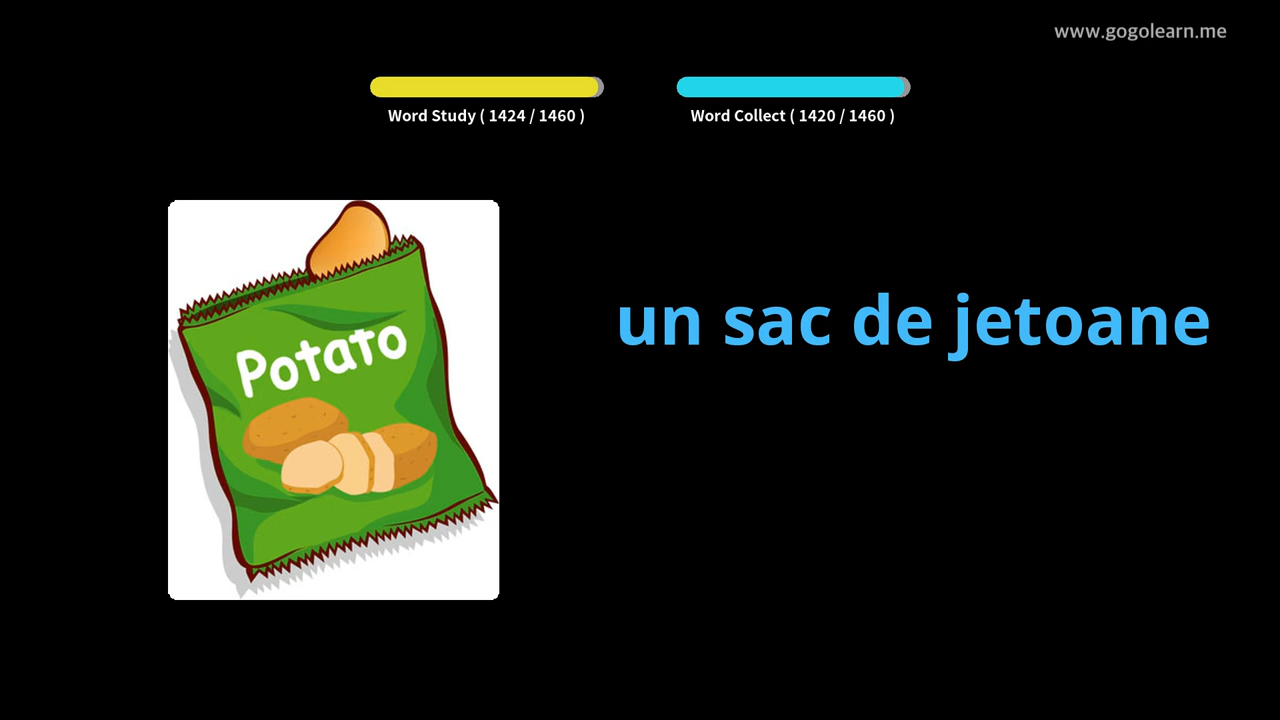 www.gogolearn.me
Word Study ( 1424 / 1460 )
Word Collect ( 1420 / 1460 )
Potato
un sac de jetoane